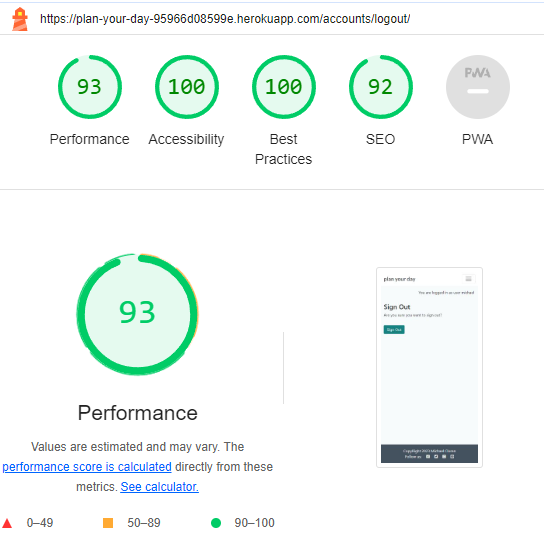 https://plan-your-day-95966d08599e.herokuapp.com/accounts/logout/
93
100
100
92
PWA
Performance
Accessibility
Best
Practices
SEO
PWA
93
Performance
Values are estimated and may vary. The
performance score is calculated directly from these
metrics. See calculator.
0–49
50–89
90–100
plan your day
You are logged in as user
Sign Out
Are you sure you want to sign out?
Sign Out
Copyright 2023 Michael
Follow us